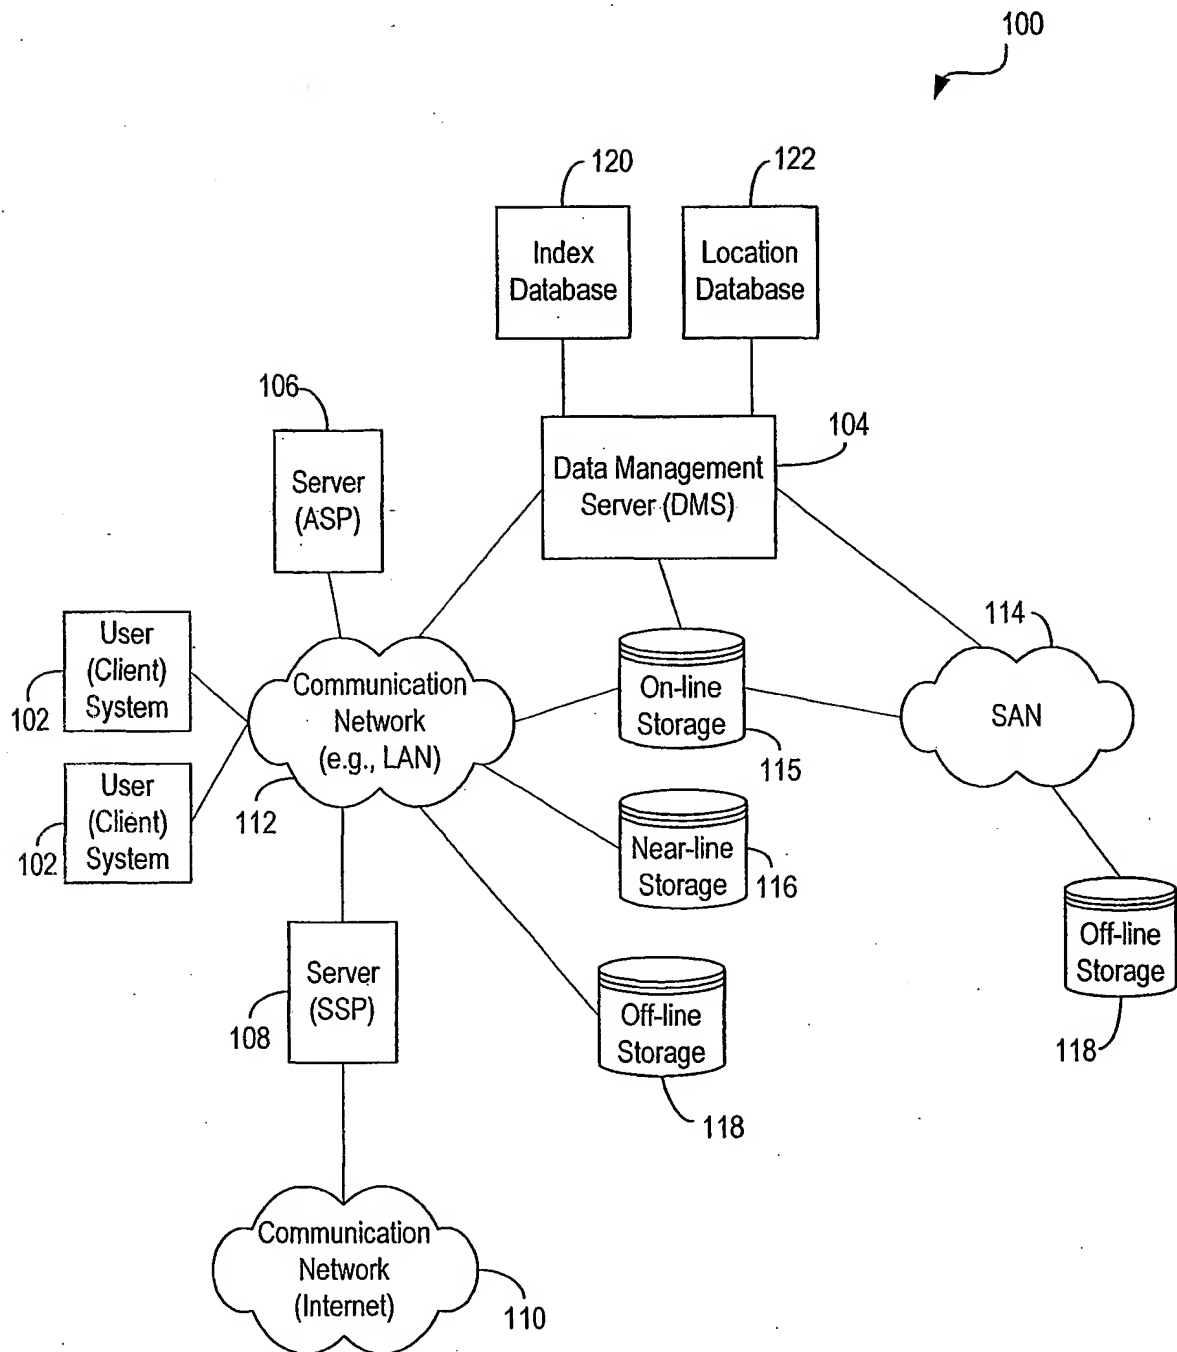 100
120
122
Index
Database
Location
Database
106
104
Server
(ASP)
Data Management
Server (DMS)
114
User
(Client)
System
102
Communication
Network
(e.g., LAN)
112
On-line
Storage
115
SAN
User
(Client)
System
102
Near-line
Storage
116
Server
(SSP)
108
Off-line
Storage
118
Off-line
Storage
118
Communication
Network
(Internet)
110